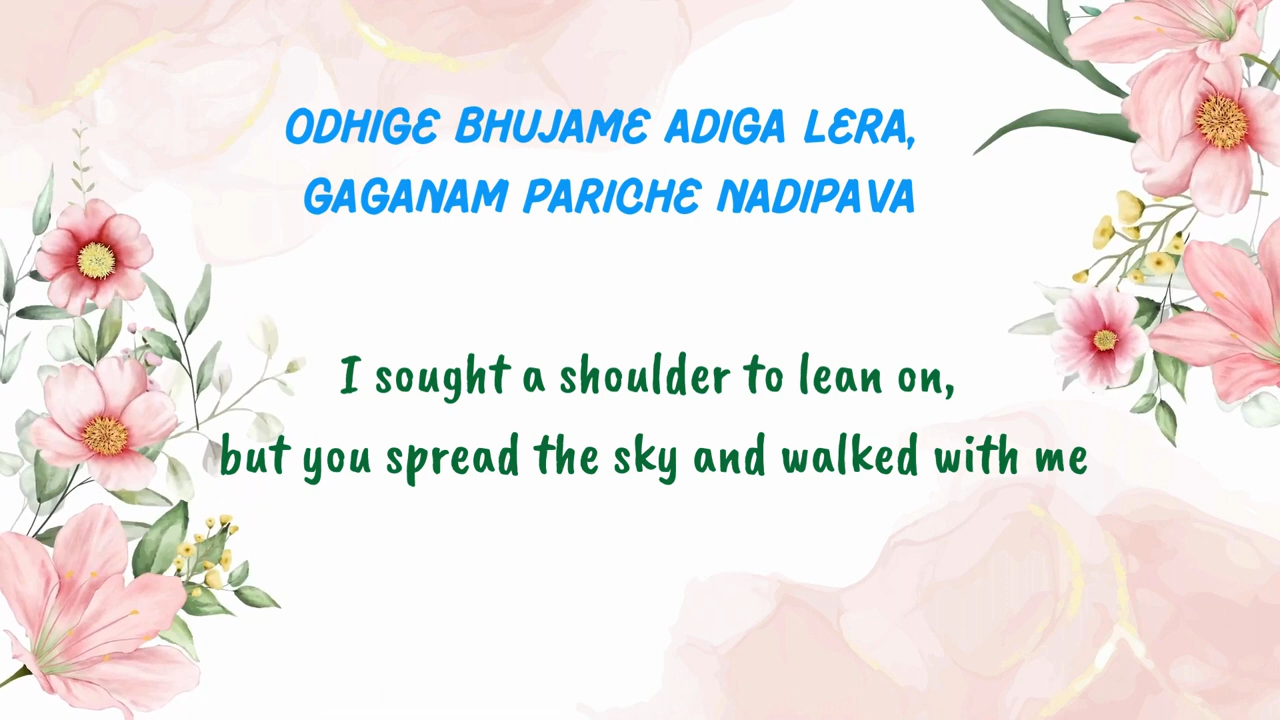 ODHIGE BHUJAME ADIGA LERA,
GAGANAM PARICHE NADIPAVA
I sought a shoulder to lean on,
but you spread the sky and walked with me